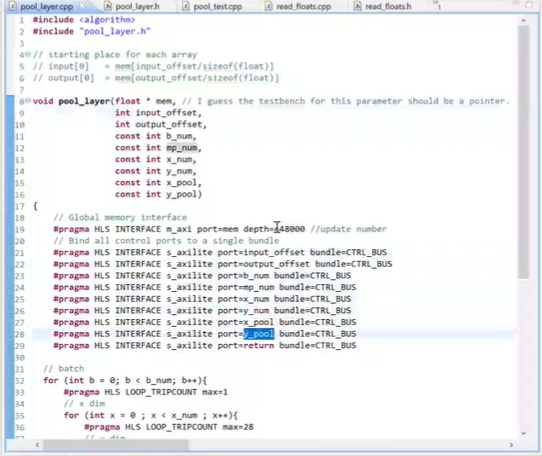 pool_layer.cpp pool_layer.h pool_test.cpp read_floats.cpp read_floats.h
1 #include <algorithm>
2 #include "pool_layer.h"
3
4 // starting place for each array
5 // input[0] = mem[input_offset/sizeof(float)]
6 // output[0] = mem[output_offset/sizeof(float)]
7
8 void pool_layer(float * mem, // I guess the testbench for this parameter should be a pointer.
9 int input_offset,
10 int output_offset,
11 const int b_num,
12 const int mp_num,
13 const int x_num,
14 const int y_num,
15 const int x_pool,
16 const int y_pool)
17 {
18 // Global memory interface
19 #pragma HLS INTERFACE m_axi port=mem depth=48000 //update number
20 // Bind all control ports to a single bundle
21 #pragma HLS INTERFACE s_axilite port=input_offset bundle=CTRL_BUS
22 #pragma HLS INTERFACE s_axilite port=output_offset bundle=CTRL_BUS
23 #pragma HLS INTERFACE s_axilite port=b_num bundle=CTRL_BUS
24 #pragma HLS INTERFACE s_axilite port=mp_num bundle=CTRL_BUS
25 #pragma HLS INTERFACE s_axilite port=x_num bundle=CTRL_BUS
26 #pragma HLS INTERFACE s_axilite port=y_num bundle=CTRL_BUS
27 #pragma HLS INTERFACE s_axilite port=x_pool bundle=CTRL_BUS
28 #pragma HLS INTERFACE s_axilite port=y_pool bundle=CTRL_BUS
29 #pragma HLS INTERFACE s_axilite port=return bundle=CTRL_BUS
30
31 // batch
32 for (int b = 0; b < b_num; b++){
33 #pragma HLS LOOP_TRIPCOUNT max=1
34 // x dim
35 for (int x = 0 ; x < x_num ; x++){
36 #pragma HLS LOOP_TRIPCOUNT max=28
37